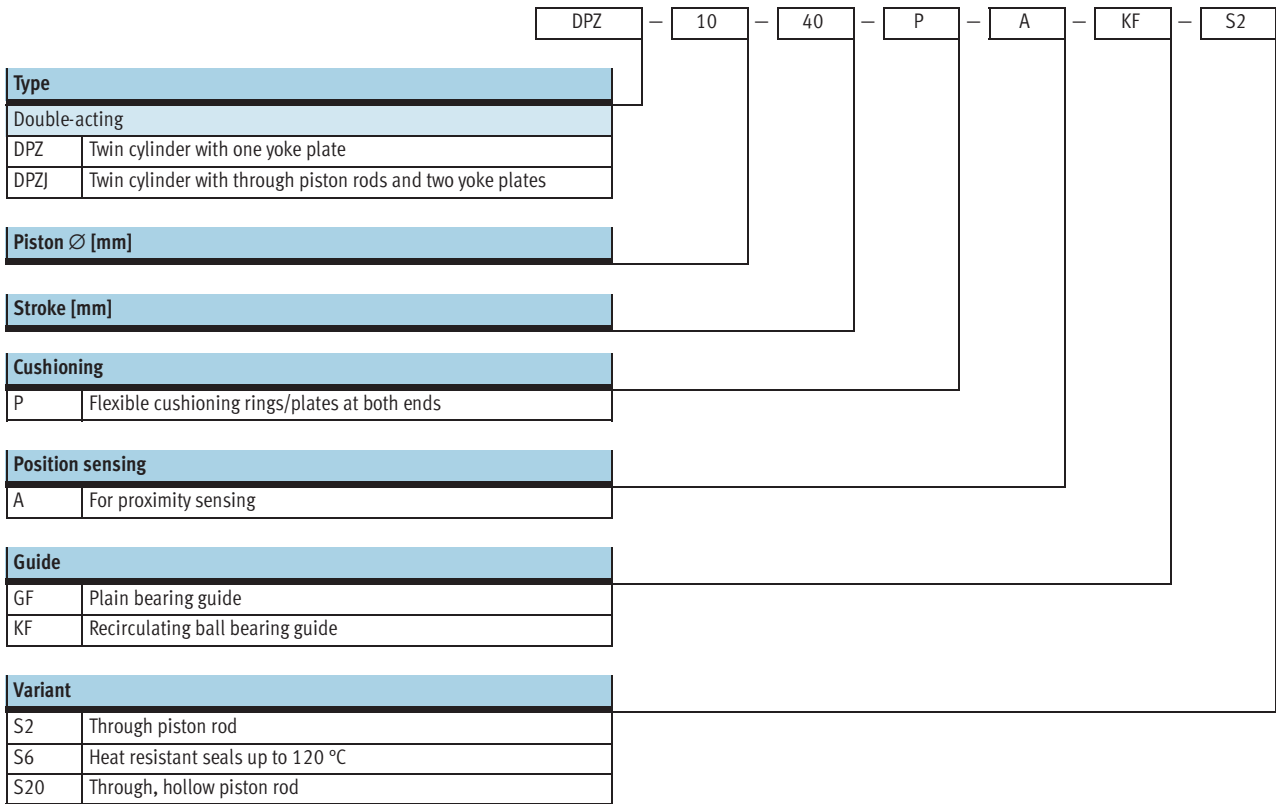 DPZ — 10 — 40 — P — A — KF — S2
Type
Double-acting
DPZ Twin cylinder with one yoke plate
DPZJ Twin cylinder with through piston rods and two yoke plates
Piston ∅ [mm]
Stroke [mm]
Cushioning
P Flexible cushioning rings/plates at both ends
Position sensing
A For proximity sensing
Guide
GF Plain bearing guide
KF Recirculating ball bearing guide
Variant
S2 Through piston rod
S6 Heat resistant seals up to 120 °C
S20 Through, hollow piston rod